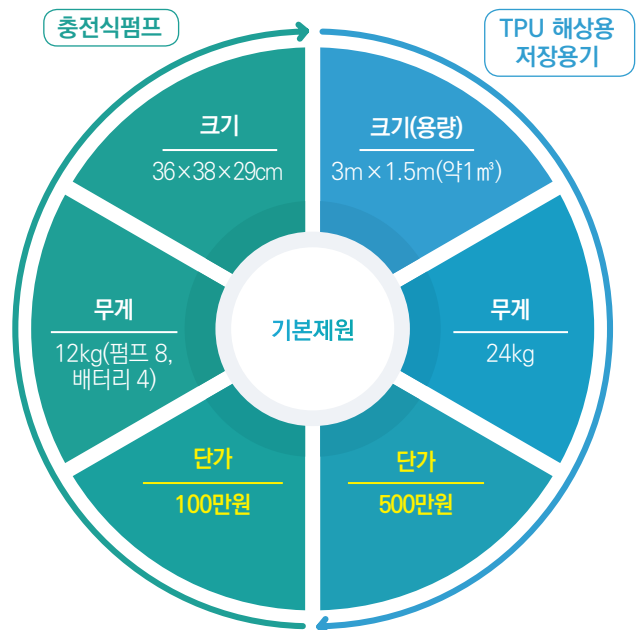 충전식펌프
TPU 해상용
저장용기
크기
36×38×29cm
크기(용량)
3m×1.5m(약1㎥)
무게
12kg(펌프 8,
배터리 4)
기본제원
무게
24kg
단가
100만원
단가
500만원